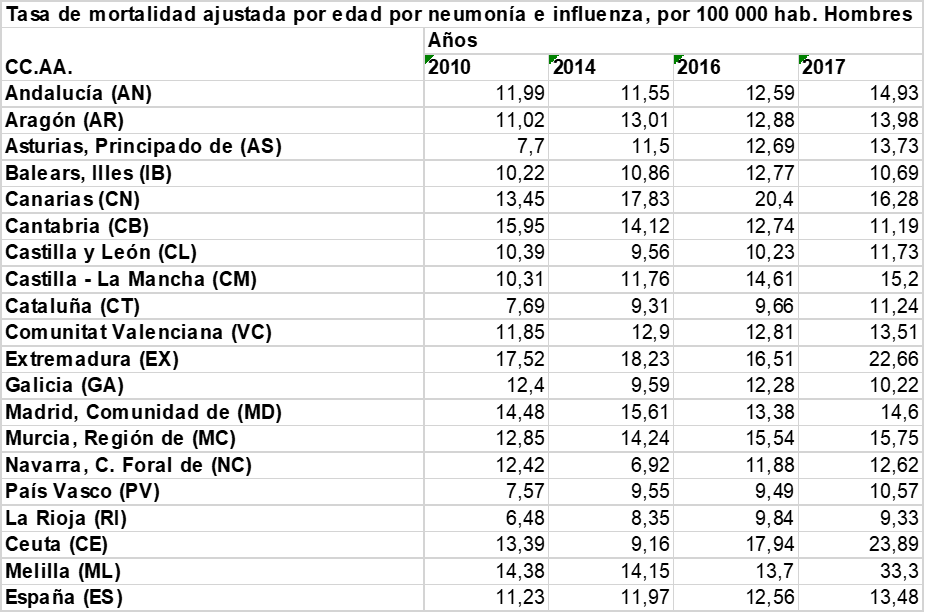 Tasa de mortalidad ajustada por edad por neumonía e influenza, por 100 000 hab. Hombres
Años
CC.AA. 2010 2014 2016 2017
Andalucía (AN) 11,99 11,55 12,59 14,93
Aragón (AR) 11,02 13,01 12,88 13,98
Asturias, Principado de (AS) 7,7 11,5 12,69 13,73
Balears, Illes (IB) 10,22 10,86 12,77 10,69
Canarias (CN) 13,45 17,83 20,4 16,28
Cantabria (CB) 15,95 14,12 12,74 11,19
Castilla y León (CL) 10,39 9,56 10,23 11,73
Castilla - La Mancha (CM) 10,31 11,76 14,61 15,2
Cataluña (CT) 7,69 9,31 9,66 11,24
Comunitat Valenciana (VC) 11,85 12,9 12,81 13,51
Extremadura (EX) 17,52 18,23 16,51 22,66
Galicia (GA) 12,4 9,59 12,28 10,22
Madrid, Comunidad de (MD) 14,48 15,61 13,38 14,6
Murcia, Región de (MC) 12,85 14,24 15,54 15,75
Navarra, C. Foral de (NC) 12,42 6,92 11,88 12,62
País Vasco (PV) 7,57 9,55 9,49 10,57
La Rioja (RI) 6,48 8,35 9,84 9,33
Ceuta (CE) 13,39 9,16 17,94 23,89
Melilla (ML) 14,38 14,15 13,7 33,3
España (ES) 11,23 11,97 12,56 13,48